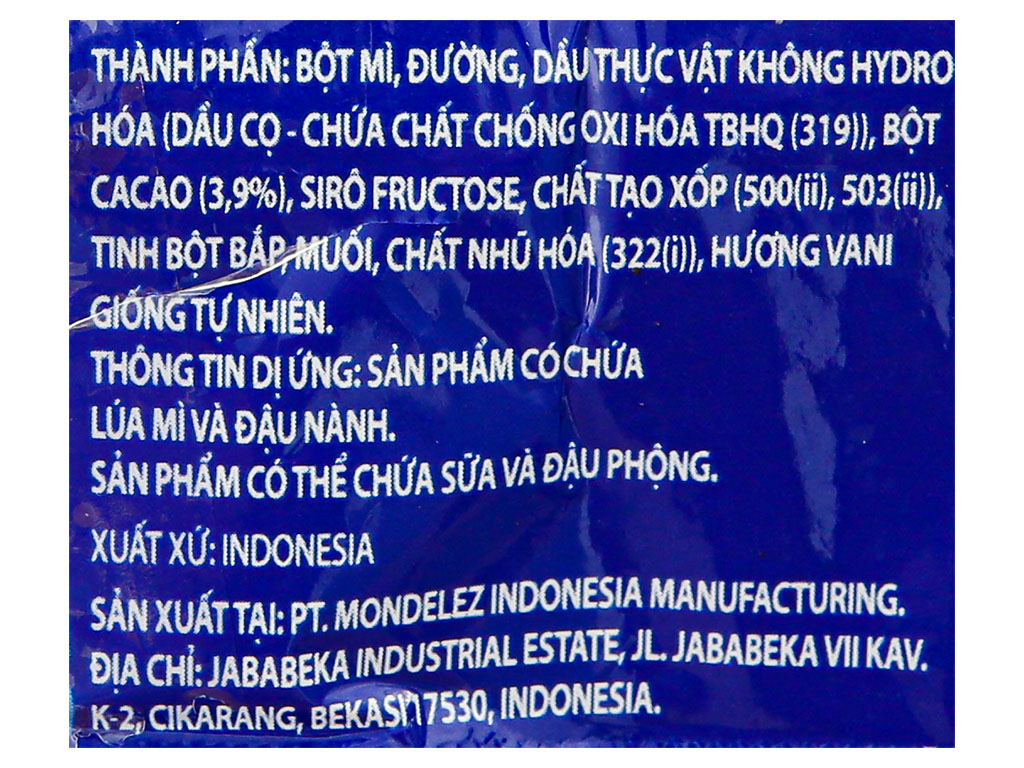 THÀNH PHẦN: BỘT MÌ, ĐƯỜNG, DẦU THỰC VẬT KHÔNG HYDRO
HÓA (DẦU CỌ - CHỨA CHẤT CHỐNG OXI HÓA TBHQ (319)), BỘT
CACAO (3,9%), SIRÔ FRUCTOSE, CHẤT TẠO XỐP (500(ii), 503(ii)),
TINH BỘT BẮP, MUỐI, CHẤT NHŨ HÓA (322(i)), HƯƠNG VANI
GIỐNG TỰ NHIÊN.
THÔNG TIN DỊ ỨNG: SẢN PHẨM CÓ CHỨA
LÚA MÌ VÀ ĐẬU NÀNH.
SẢN PHẨM CÓ THỂ CHỨA SỮA VÀ ĐẬU PHỘNG.
XUẤT XỨ: INDONESIA
SẢN XUẤT TẠI: PT. MONDELEZ INDONESIA MANUFACTURING.
ĐỊA CHỈ: JABABEKA INDUSTRIAL ESTATE, JL. JABABEKA VII KAV.
K-2, CIKARANG, BEKASI 17530, INDONESIA.